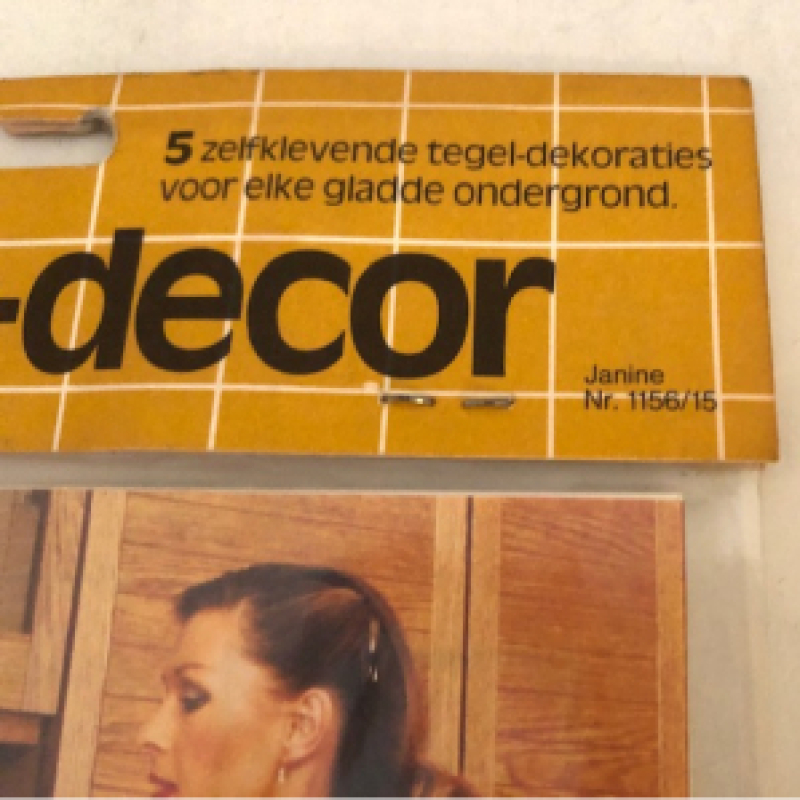 5 zelfklevende tegel-dekoraties
voor elke gladde ondergrond.
-decor
Janine
Nr. 1156/15